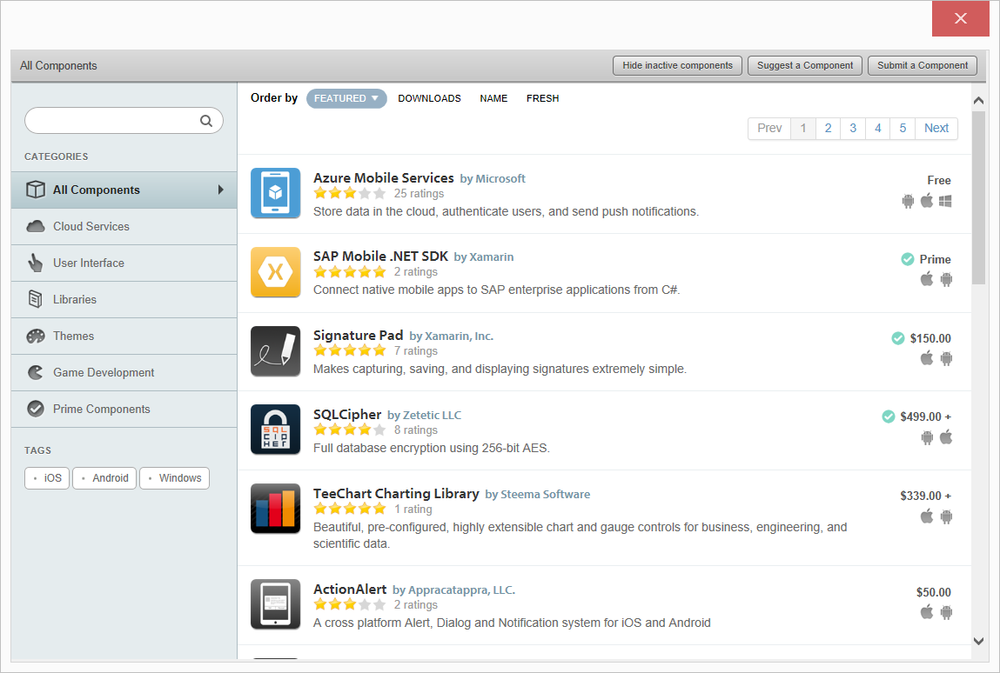 All Components
Hide inactive components
Suggest a Component
Submit a Component
CATEGORIES
All Components
Cloud Services
User Interface
Libraries
Themes
Game Development
Prime Components
TAGS
• iOS
• Android
• Windows
Order by FEATURED ▼ DOWNLOADS NAME FRESH
Prev 1 2 3 4 5 Next
Azure Mobile Services by Microsoft
Free
25 ratings
Store data in the cloud, authenticate users, and send push notifications.
SAP Mobile .NET SDK by Xamarin
Prime
2 ratings
Connect native mobile apps to SAP enterprise applications from C#.
Signature Pad by Xamarin, Inc.
$150.00
7 ratings
Makes capturing, saving, and displaying signatures extremely simple.
SQL
CIP
HER
SQLCipher by Zetetic LLC
$499.00 +
8 ratings
Full database encryption using 256-bit AES.
TeeChart Charting Library by Steema Software
$339.00 +
1 rating
Beautiful, pre-configured, highly extensible chart and gauge controls for business, engineering, and
scientific data.
ActionAlert by Appracatappra, LLC.
$50.00
2 ratings
A cross platform Alert, Dialog and Notification system for iOS and Android